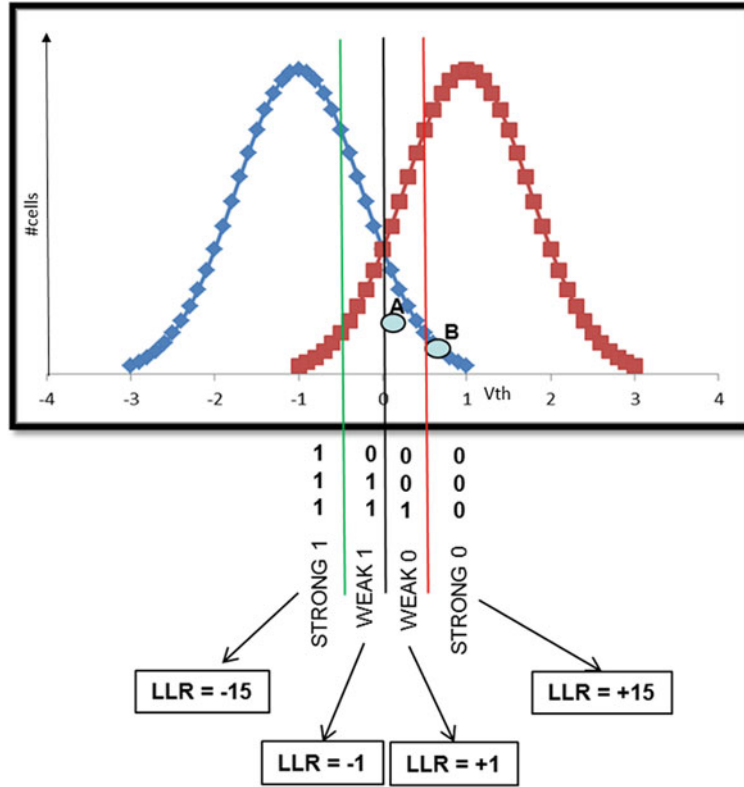 #cells
A
B
-4 -3 -2 -1 0 1 2 3 4
Vth
1 0 0 0
1 1 0 0
1 1 1 0
STRONG 1
WEAK 1
WEAK 0
STRONG 0
LLR = -15
LLR = +15
LLR = -1
LLR = +1